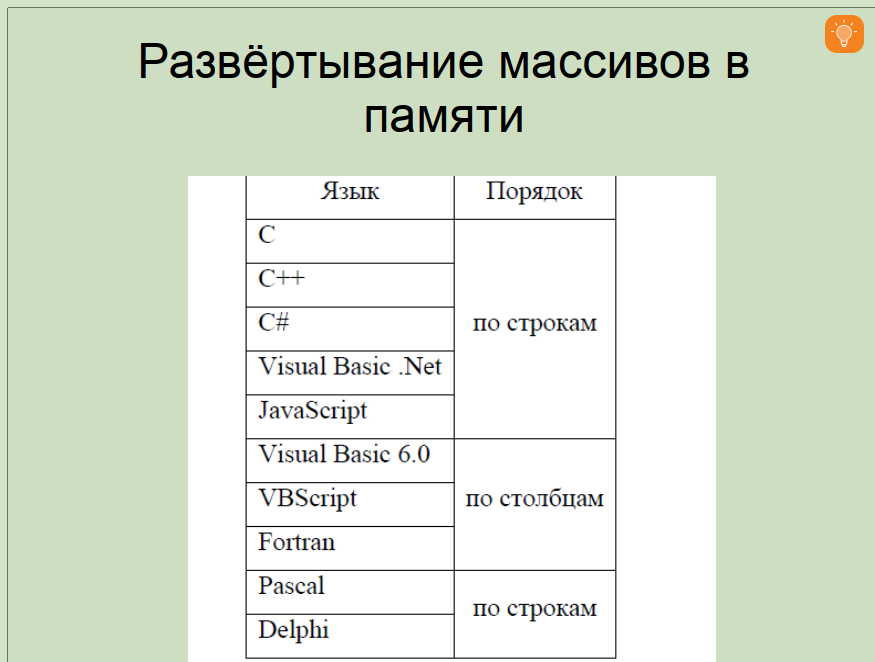 Развёртывание массивов в
памяти
Язык Порядок
C
C++
C#
по строкам
Visual Basic .Net
JavaScript
Visual Basic 6.0
VBScript
по столбцам
Fortran
Pascal
по строкам
Delphi